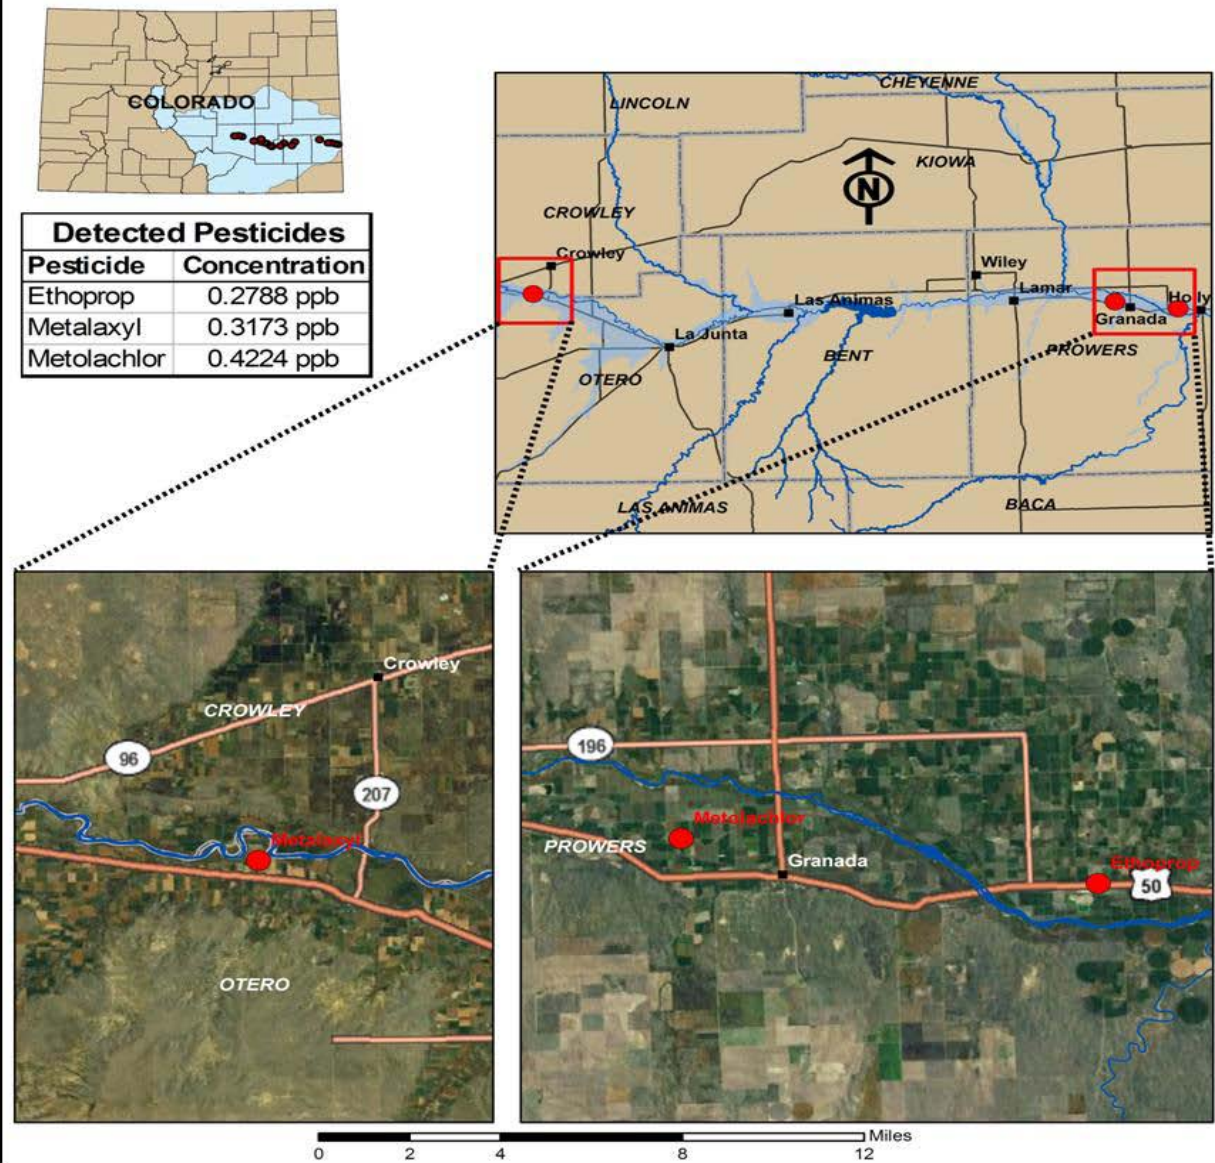 COLORADO
Detected Pesticides
Pesticide Concentration
Ethoprop 0.2788 ppb
Metalaxyl 0.3173 ppb
Metolachlor 0.4224 ppb
CHEYENNE
LINCOLN
KIOWA
N
CROWLEY
Crowley
Wiley
Lamar
Las Animas
Holly
Granada
La Junta
PROWERS
BENT
OTERO
LAS ANIMAS
BACA
Crowley
CROWLEY
96
207
Metalaxyl
OTERO
196
Metolachlor
PROWERS
Granada
Ethoprop
50
Miles
0 2 4 8 12